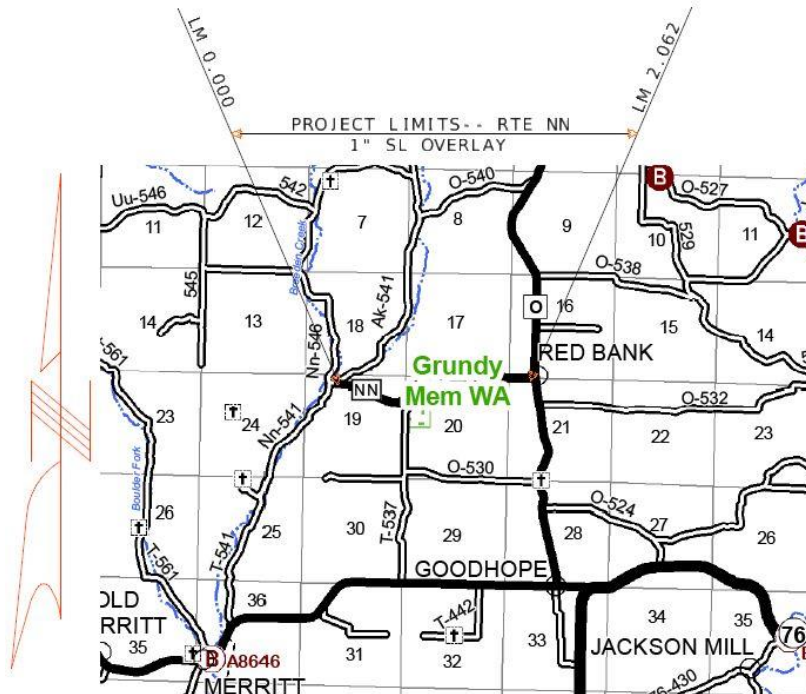 LM 0.000
LM 2.062
PROJECT LIMITS-- RTE NN
1" SL OVERLAY
Uu-546
542
O-540
B
O-527
11
12
7
8
9
10
529
11
B
Breeden Creek
545
Ak-541
O-538
O
16
14
13
18
17
15
14
Nn-546
-561
Grundy
Mem WA
RED BANK
NN
O-532
23
24
Nn-541
19
20
21
22
23
Boulder Fork
O-530
O-524
26
25
30
T-537
29
28
27
26
T-561
T-541
GOODHOPE
OLD
RRITT
36
T-442
34
35
76
35
B
A8646
31
32
33
JACKSON MILL
MERRITT
6-430